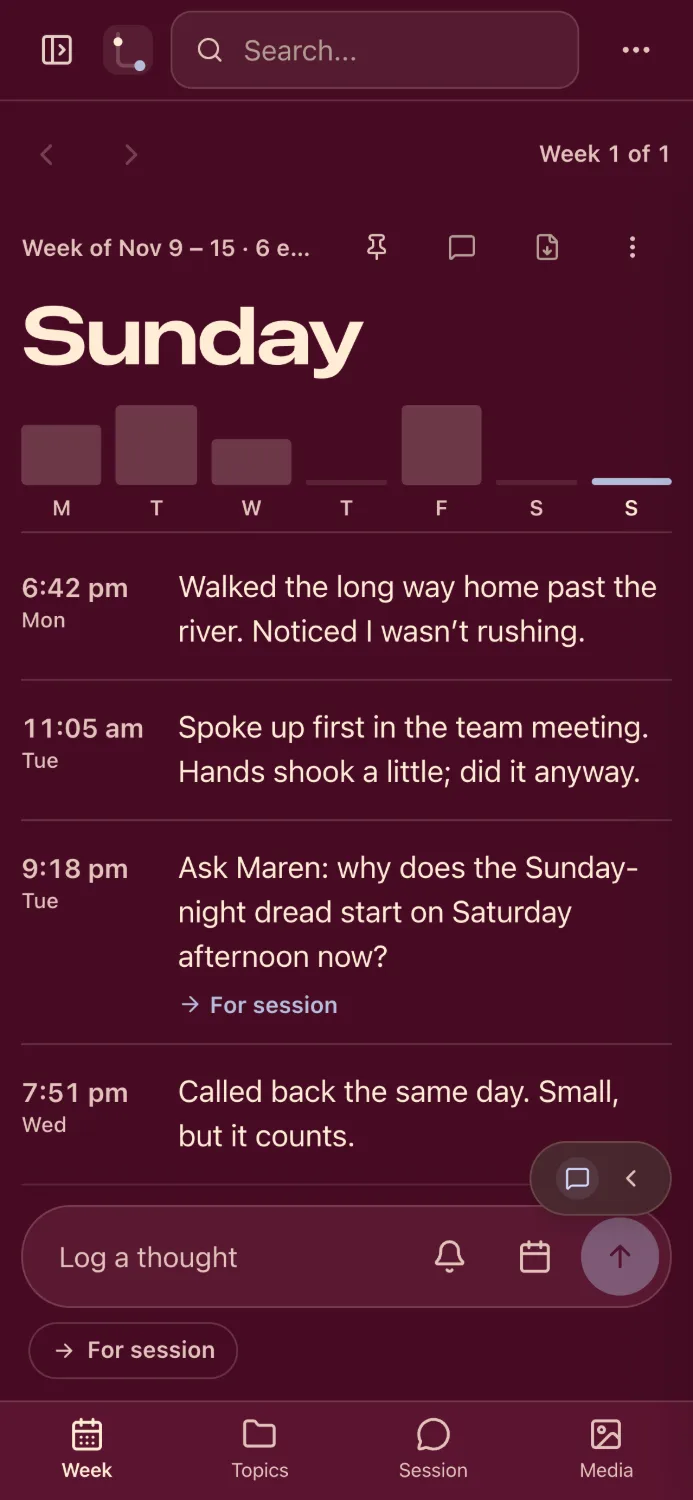 Search...
Week 1 of 1
Week of Nov 9 – 15 · 6 e...
Sunday
M T W T F S S
6:42 pm
Mon
Walked the long way home past the
river. Noticed I wasn’t rushing.
11:05 am
Tue
Spoke up first in the team meeting.
Hands shook a little; did it anyway.
9:18 pm
Tue
Ask Maren: why does the Sunday-
night dread start on Saturday
afternoon now?
→ For session
7:51 pm
Wed
Called back the same day. Small,
but it counts.
Log a thought
→ For session
Week Topics Session Media